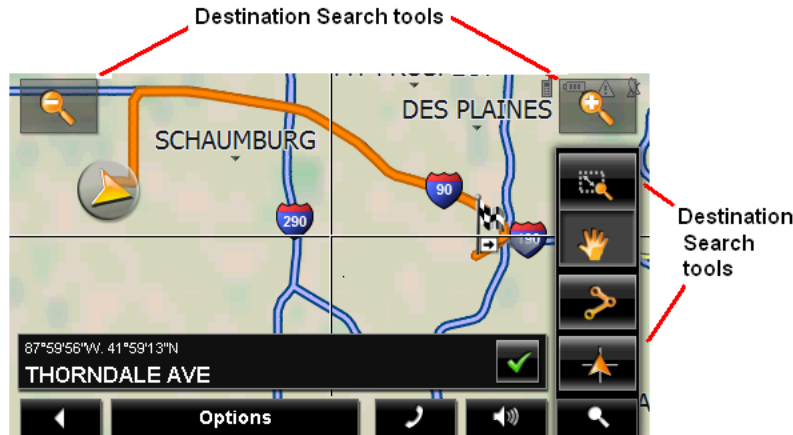 Destination Search tools
DES PLAINES
SCHAUMBURG
90
290
190
Destination
Search
tools
87°59'56"W. 41°59'13"N
THORNDALE AVE
Options